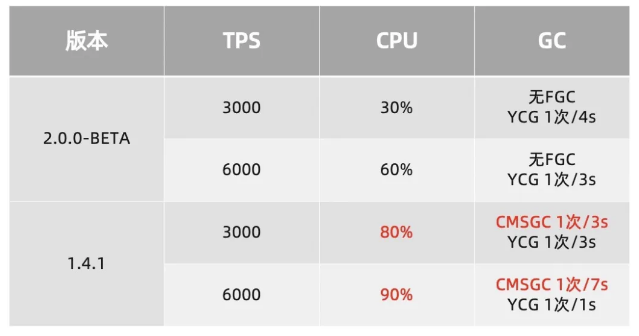 版本 TPS CPU GC
2.0.0-BETA
3000 30% 无FGC
YCG 1次/4s
6000 60% 无FGC
YCG 1次/3s
1.4.1
3000 80% CMSGC 1次/3s
YCG 1次/3s
6000 90% CMSGC 1次/7s
YCG 1次/1s